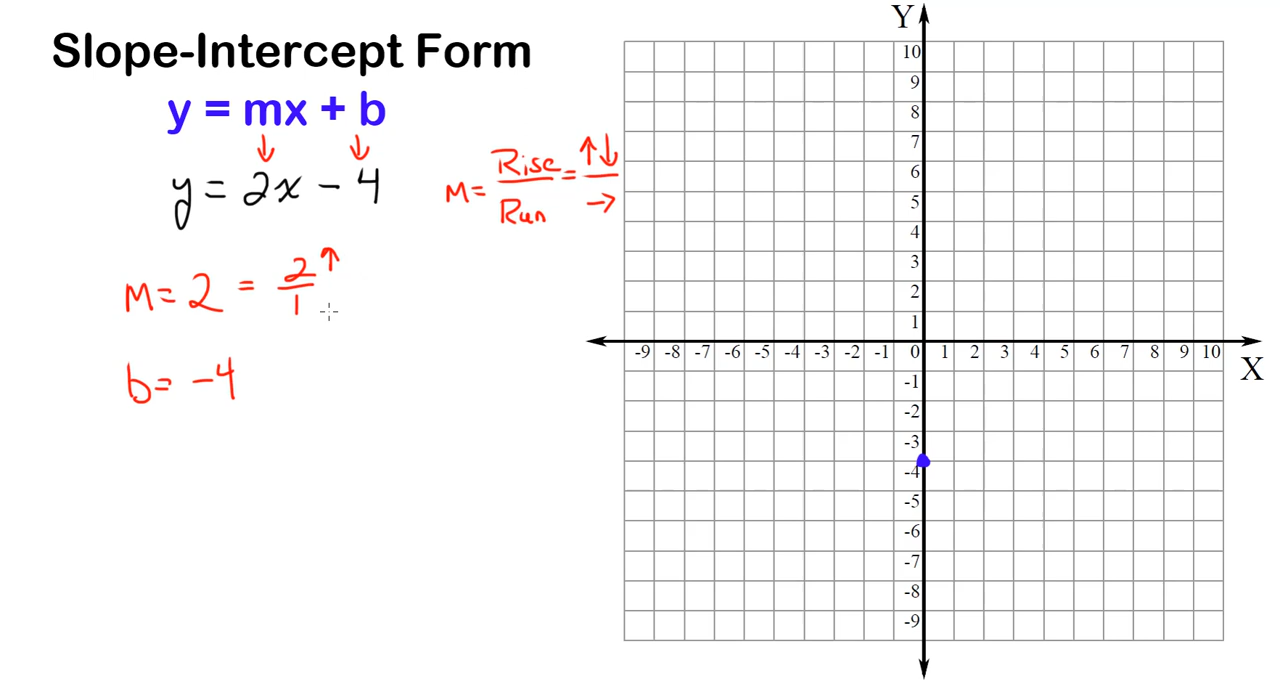 Slope-Intercept Form
y = mx + b
↓ ↓
y = 2x - 4
M = Rise/Run = ↑↓/→
M = 2 = 2/1 ↑
b = -4
Y
10
9
8
7
6
5
4
3
2
1
-9 -8 -7 -6 -5 -4 -3 -2 -1 0 1 2 3 4 5 6 7 8 9 10
X
-1
-2
-3
-4
-5
-6
-7
-8
-9